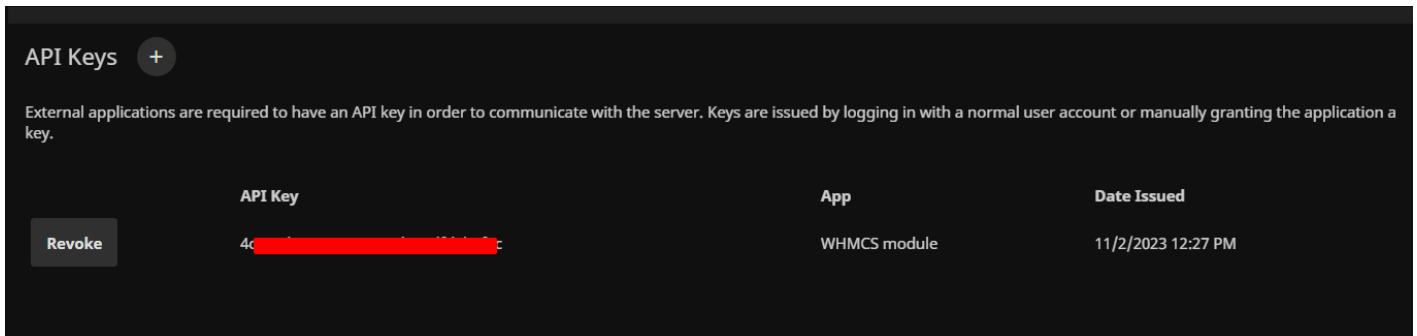 API Keys +
External applications are required to have an API key in order to communicate with the server. Keys are issued by logging in with a normal user account or manually granting the application a
key.
API Key App Date Issued
Revoke WHMCS module 11/2/2023 12:27 PM